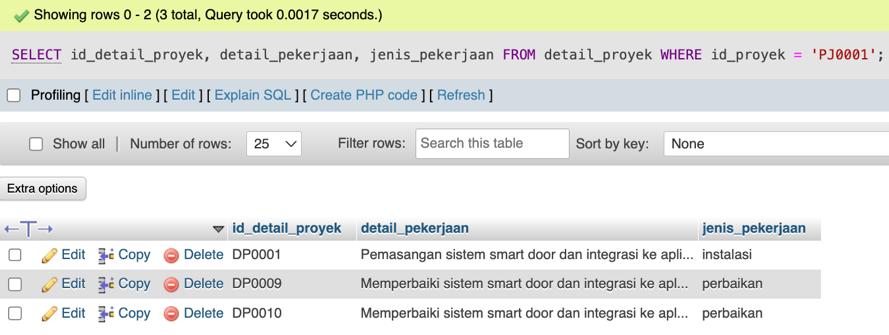 Showing rows 0 - 2 (3 total, Query took 0.0017 seconds.)
SELECT id_detail_proyek, detail_pekerjaan, jenis_pekerjaan FROM detail_proyek WHERE id_proyek = 'PJ0001';
Profiling [ Edit inline ] [ Edit ] [ Explain SQL ] [ Create PHP code ] [ Refresh ]
Show all | Number of rows: 25 Filter rows: Search this table Sort by key: None
Extra options
←T→ id_detail_proyek detail_pekerjaan jenis_pekerjaan
Edit Copy Delete DP0001 Pemasangan sistem smart door dan integrasi ke apli... instalasi
Edit Copy Delete DP0009 Memperbaiki sistem smart door dan integrasi ke apl... perbaikan
Edit Copy Delete DP0010 Memperbaiki sistem smart door dan integrasi ke apl... perbaikan